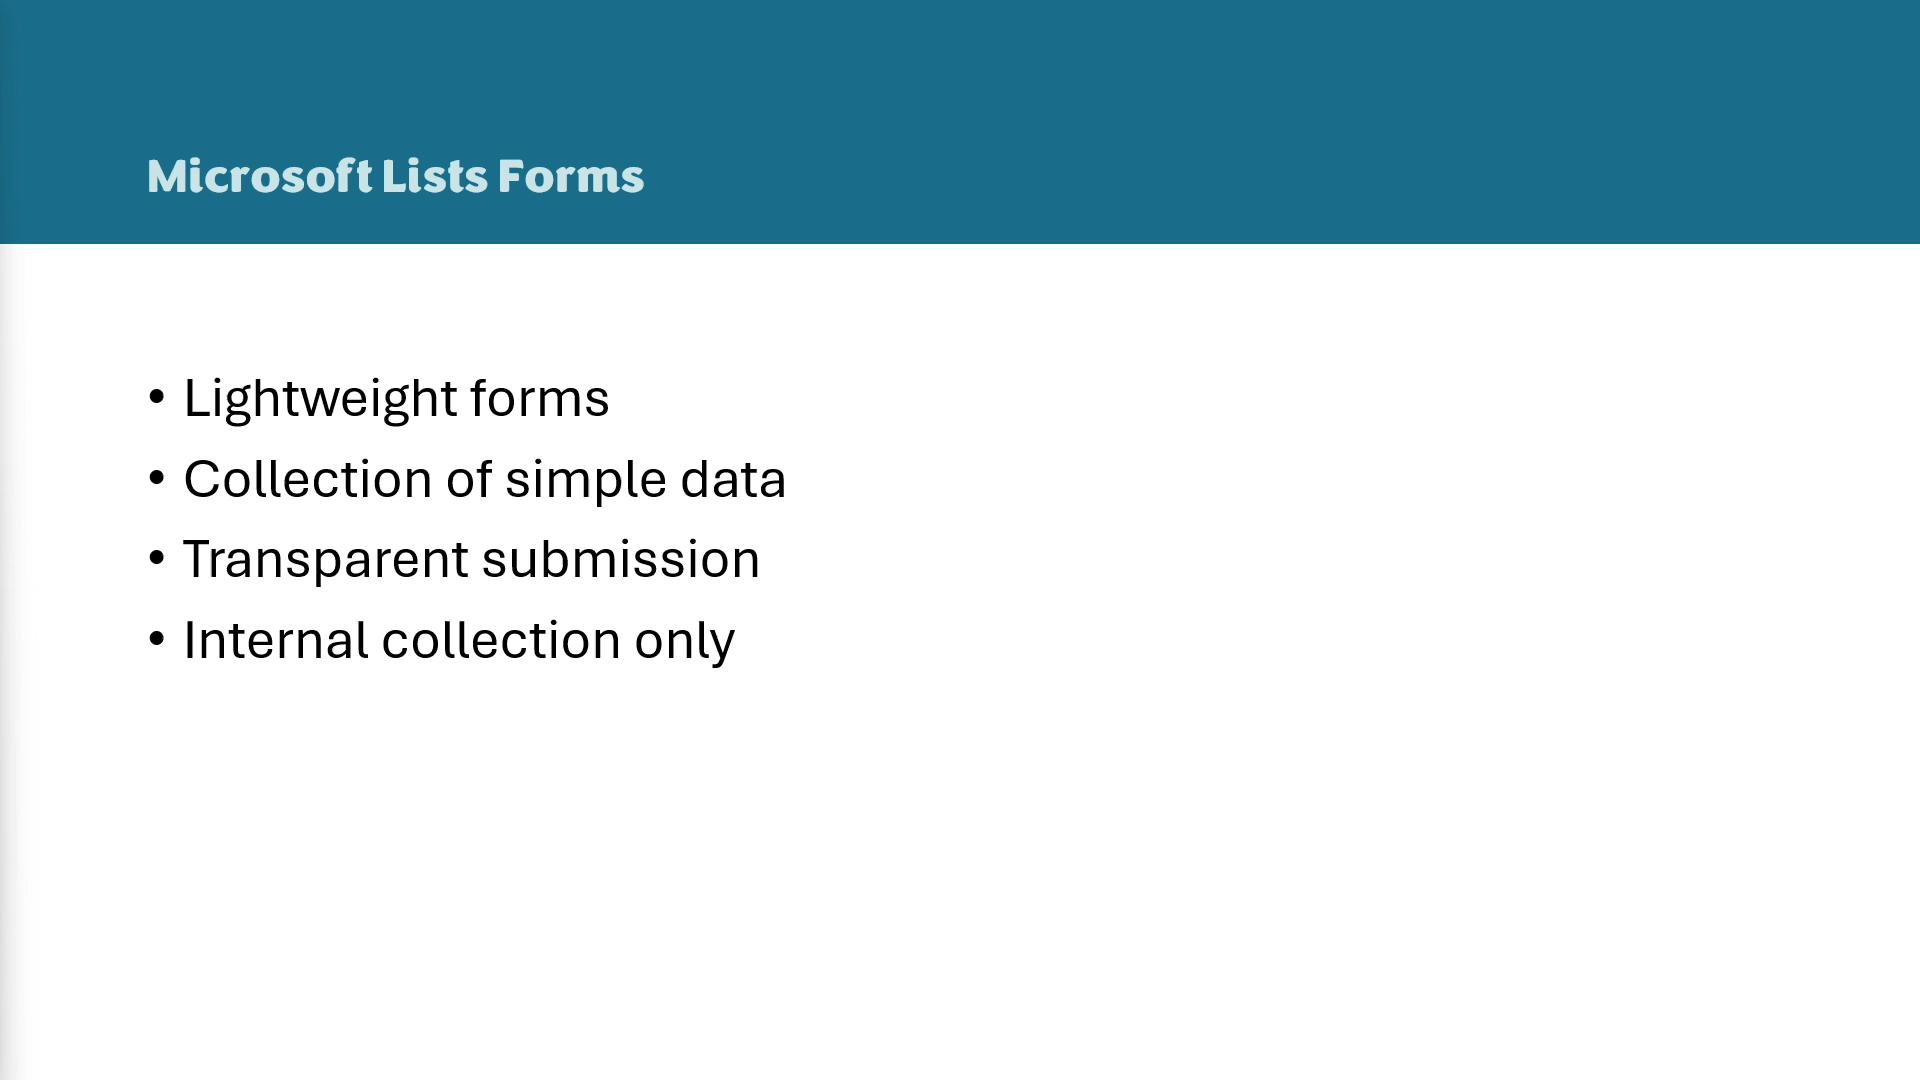 Microsoft Lists Forms
• Lightweight forms
• Collection of simple data
• Transparent submission
• Internal collection only